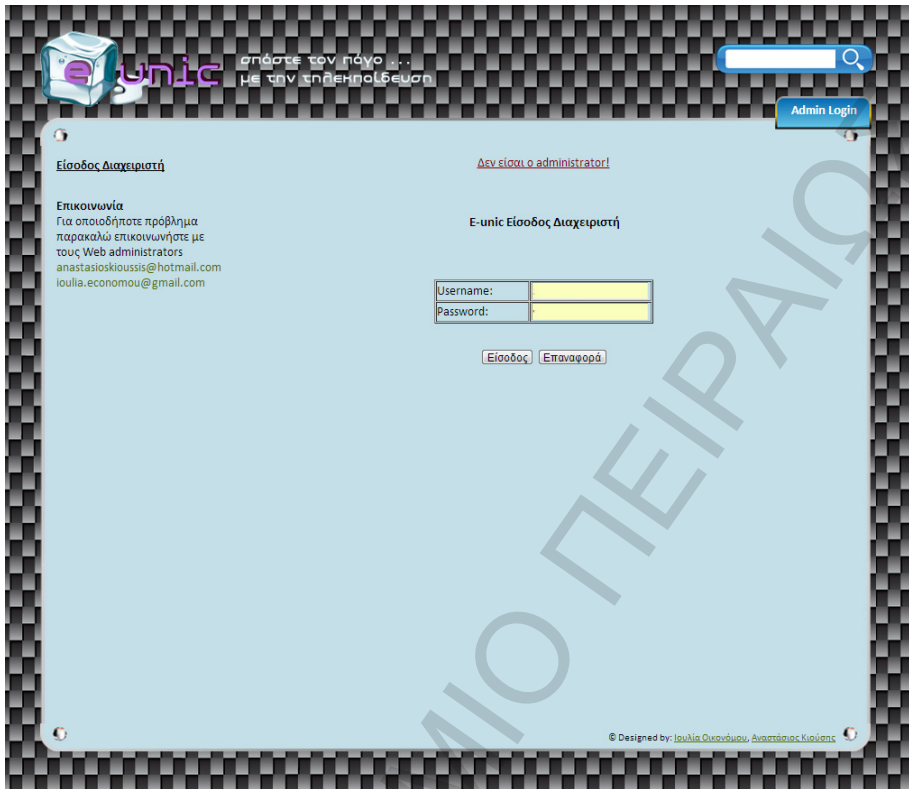 e-unic
σπάστε τον πάγο ...
με την τηλεκπαίδευση
Admin Login
Είσοδος Διαχειριστή
Επικοινωνία
Για οποιοδήποτε πρόβλημα
παρακαλώ επικοινωνήστε με
τους Web administrators
anastasioskioussis@hotmail.com
ioulia.economou@gmail.com
Δεν είσαι ο administrator!
E-unic Είσοδος Διαχειριστή
Username:
Password:
Είσοδος Επαναφορά
© Designed by: Ιουλία Οικονόμου, Αναστάσιος Κιούσης
ΜΙΟ ΠΕΙΡΑΙΩ